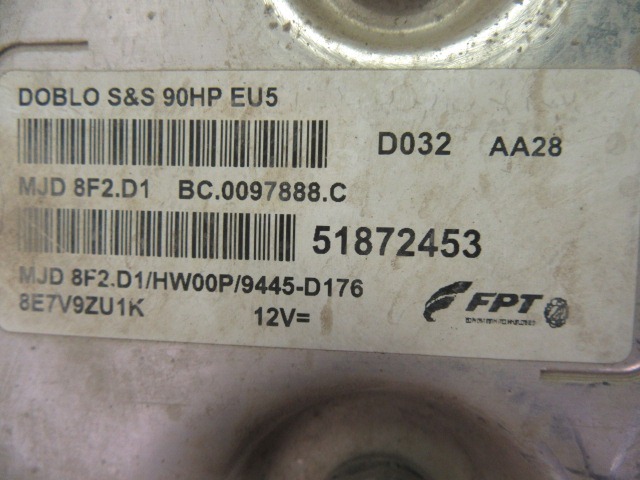 DOBLO S&S 90HP EU5
D032 AA28
MJD 8F2.D1 BC.0097888.C
51872453
MJD 8F2.D1/HW00P/9445-D176
8E7V9ZU1K 12V=
FPT